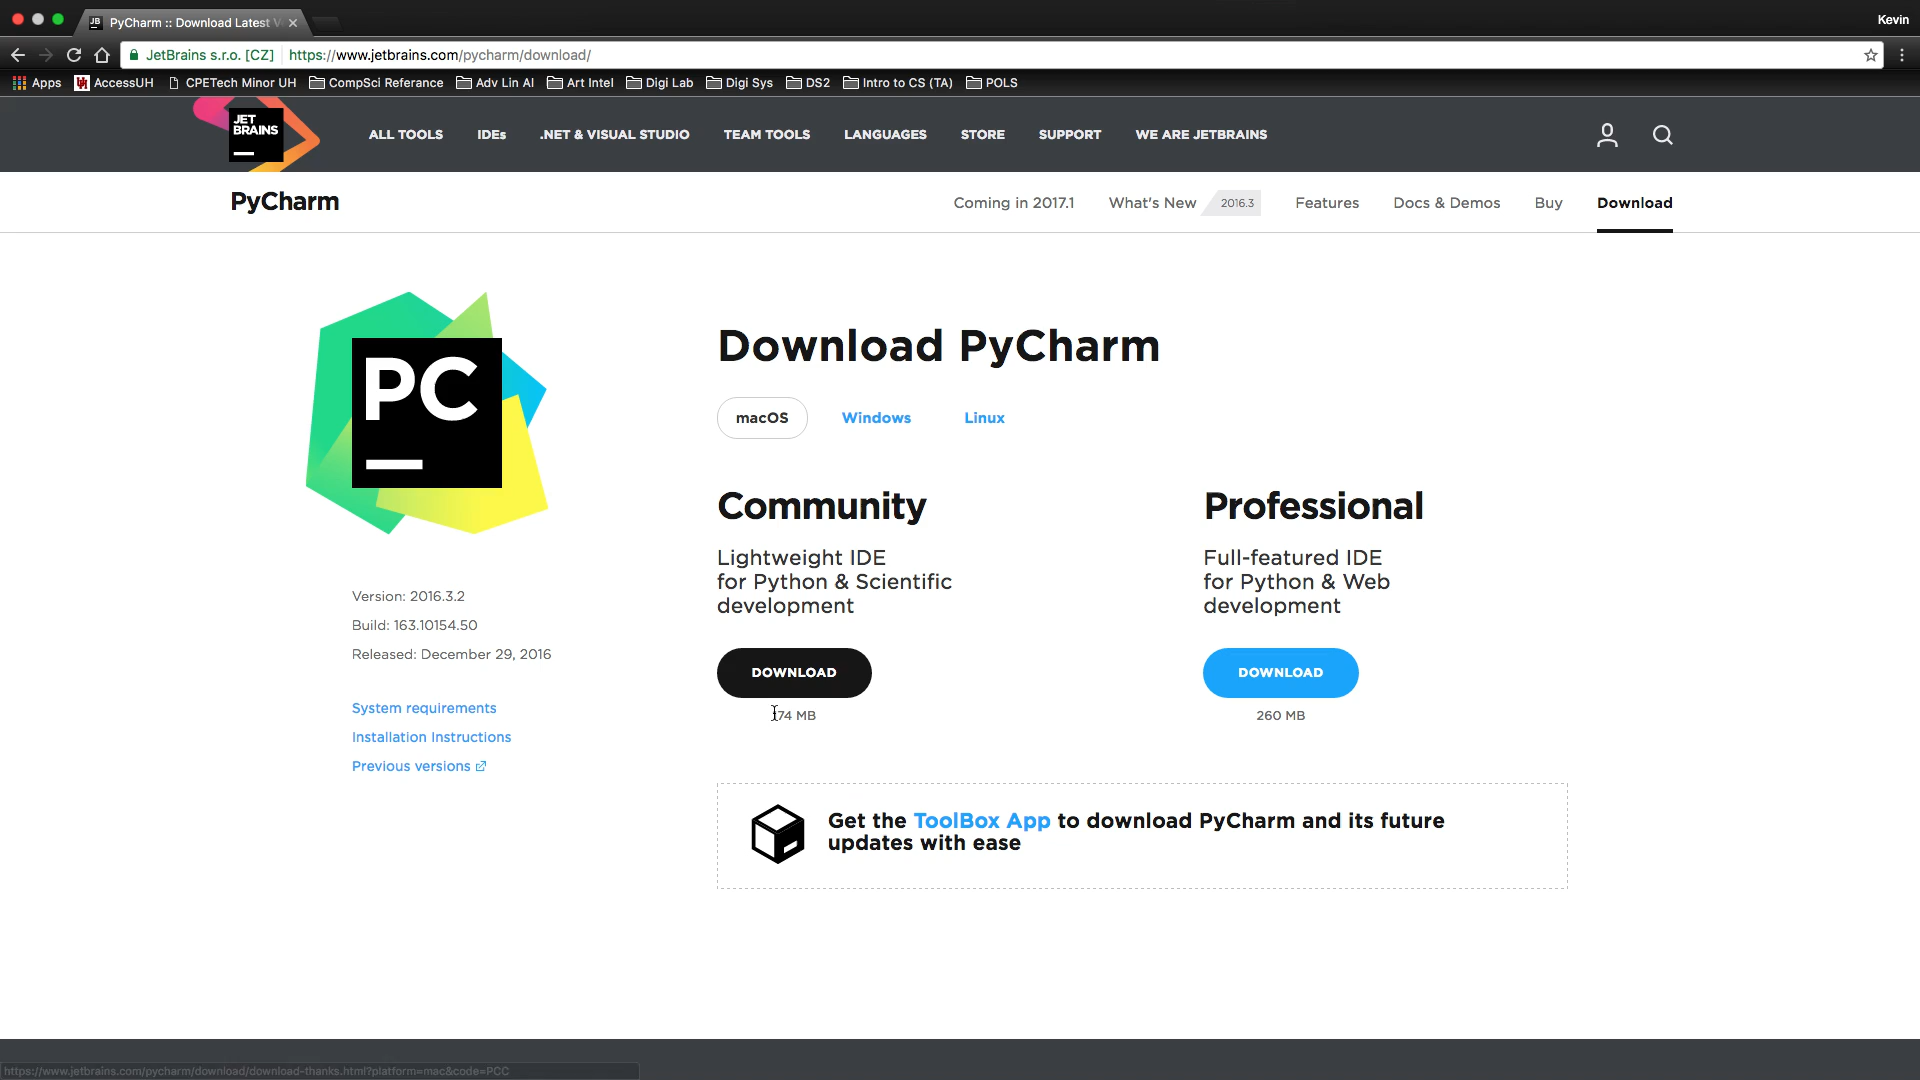 PyCharm :: Download Latest V
Kevin
JetBrains s.r.o. [CZ] https://www.jetbrains.com/pycharm/download/
Apps AccessUH CPETech Minor UH CompSci Referance Adv Lin AI Art Intel Digi Lab Digi Sys DS2 Intro to CS (TA) POLS
JET
BRAINS
ALL TOOLS IDEs .NET & VISUAL STUDIO TEAM TOOLS LANGUAGES STORE SUPPORT WE ARE JETBRAINS
PyCharm
Coming in 2017.1 What's New 2016.3 Features Docs & Demos Buy Download
PC
Version: 2016.3.2
Build: 163.10154.50
Released: December 29, 2016
System requirements
Installation Instructions
Previous versions
Download PyCharm
macOS Windows Linux
Community
Lightweight IDE
for Python & Scientific
development
DOWNLOAD
74 MB
Professional
Full-featured IDE
for Python & Web
development
DOWNLOAD
260 MB
Get the ToolBox App to download PyCharm and its future
updates with ease
https://www.jetbrains.com/pycharm/download/download-thanks.html?platform=mac&code=PCC